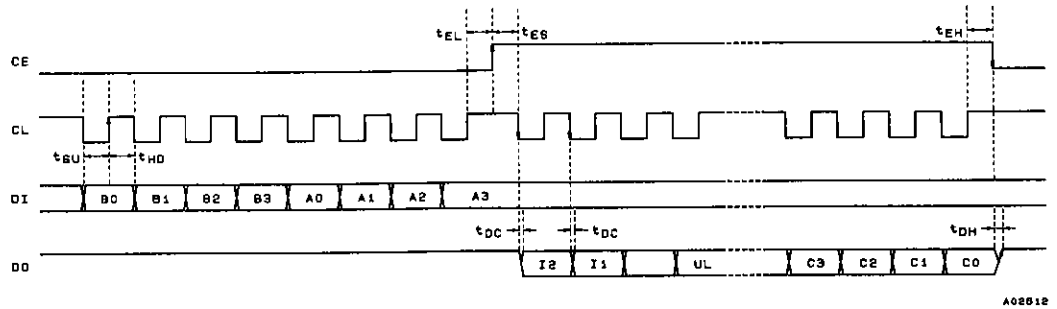 tEL tES tEH
CE
CL
tSU tHD
DI B0 B1 B2 B3 A0 A1 A2 A3
tDC tDC tDH
DO I2 I1 UL C3 C2 C1 C0
A02612